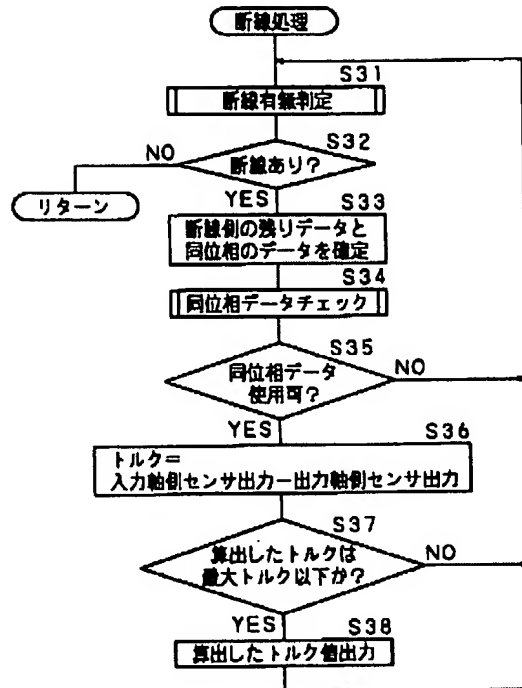 断線処理
S31
断線有無判定
S32
断線あり?
NO
リターン
YES
S33
断線側の残りデータと
同位相のデータを確定
S34
同位相データチェック
S35
同位相データ
使用可?
NO
YES
S36
トルク=
入力軸側センサ出力ー出力軸側センサ出力
S37
算出したトルクは
最大トルク以下か?
NO
YES
S38
算出したトルク値出力